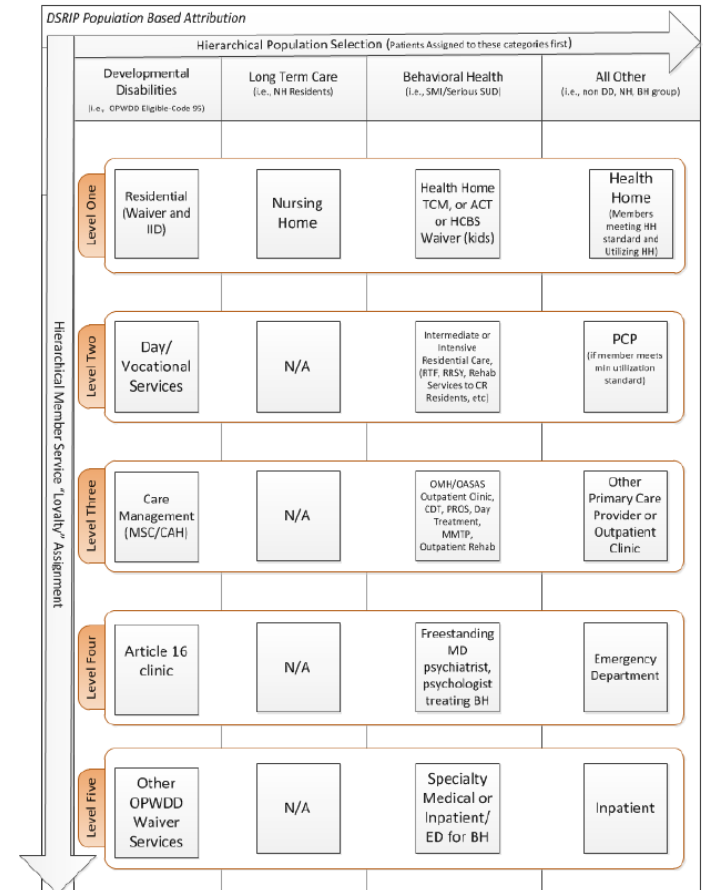 DSRIP Population Based Attribution
Hierarchical Population Selection (Patients Assigned to these categories first)
Developmental
Disabilities
(i.e., OPWDD Eligible-Code 95)
Long Term Care
(i.e., NH Residents)
Behavioral Health
(i.e., SMI/Serious SUD)
All Other
(i.e., non DD, NH, BH group)
Hierarchical Member Service "Loyalty" Assignment
Level One
Residential
(Waiver and
IID)
Nursing
Home
Health Home
TCM, or ACT
or HCBS
Waiver (kids)
Health
Home
(Members
meeting HH
standard and
Utilizing HH)
Level Two
Day/
Vocational
Services
N/A
Intermediate or
Intensive
Residential Care,
(RTF, RRSY, Rehab
Services to CR
Residents, etc)
PCP
(if member meets
min utilization
standard)
Level Three
Care
Management
(MSC/CAH)
N/A
OMH/OASAS
Outpatient Clinic,
CDT, PROS, Day
Treatment,
MMTP,
Outpatient Rehab
Other
Primary Care
Provider or
Outpatient
Clinic
Level Four
Article 16
clinic
N/A
Freestanding
MD
psychiatrist,
psychologist
treating BH
Emergency
Department
Level Five
Other
OPWDD
Waiver
Services
N/A
Specialty
Medical or
Inpatient/
ED for BH
Inpatient